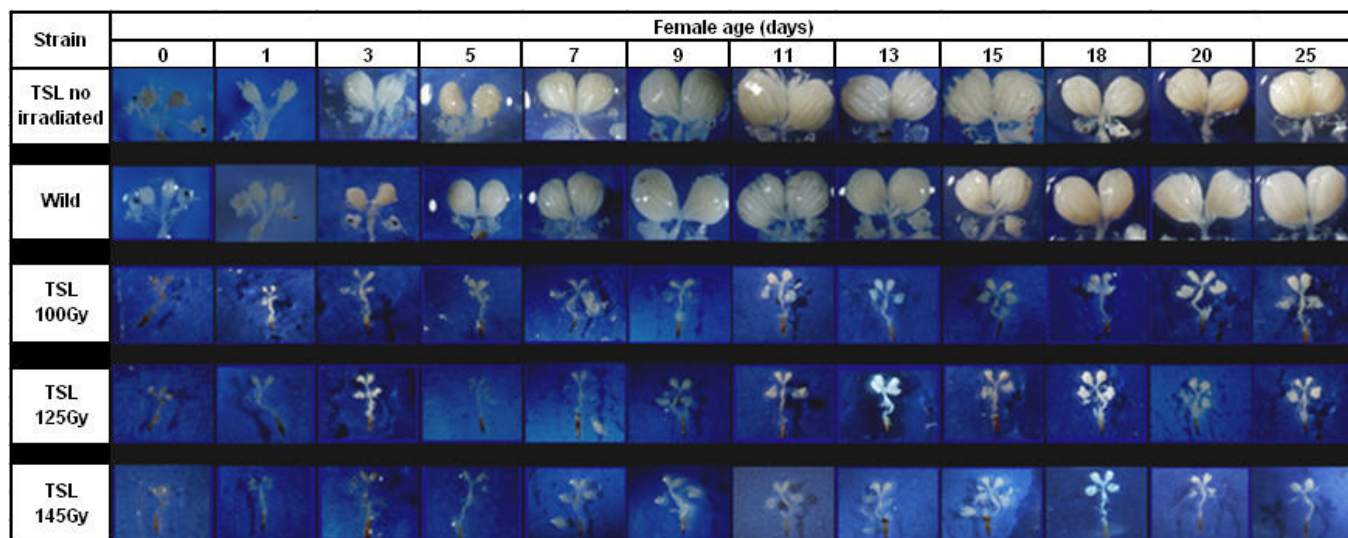 Strain
Female age (days)
0 1 3 5 7 9 11 13 15 18 20 25
TSL no
irradiated
Wild
TSL
100Gy
TSL
125Gy
TSL
145Gy